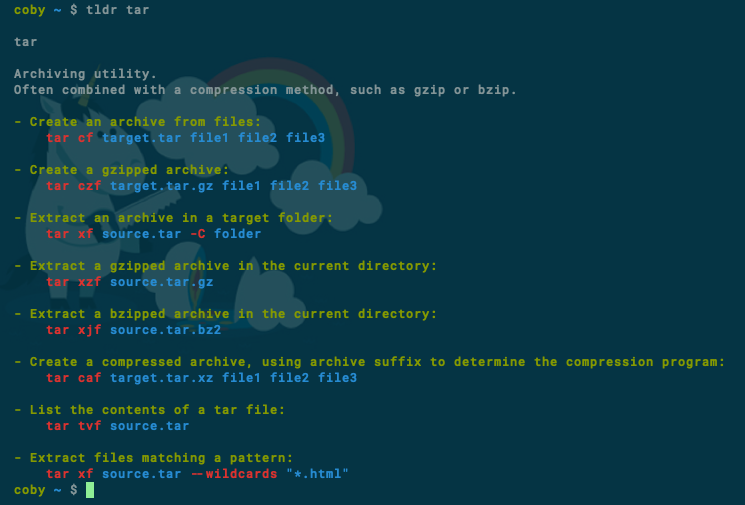 coby ~ $ tldr tar
tar
Archiving utility.
Often combined with a compression method, such as gzip or bzip.
- Create an archive from files:
tar cf target.tar file1 file2 file3
- Create a gzipped archive:
tar czf target.tar.gz file1 file2 file3
- Extract an archive in a target folder:
tar xf source.tar -C folder
- Extract a gzipped archive in the current directory:
tar xzf source.tar.gz
- Extract a bzipped archive in the current directory:
tar xjf source.tar.bz2
- Create a compressed archive, using archive suffix to determine the compression program:
tar caf target.tar.xz file1 file2 file3
- List the contents of a tar file:
tar tvf source.tar
- Extract files matching a pattern:
tar xf source.tar --wildcards "*.html"
coby ~ $